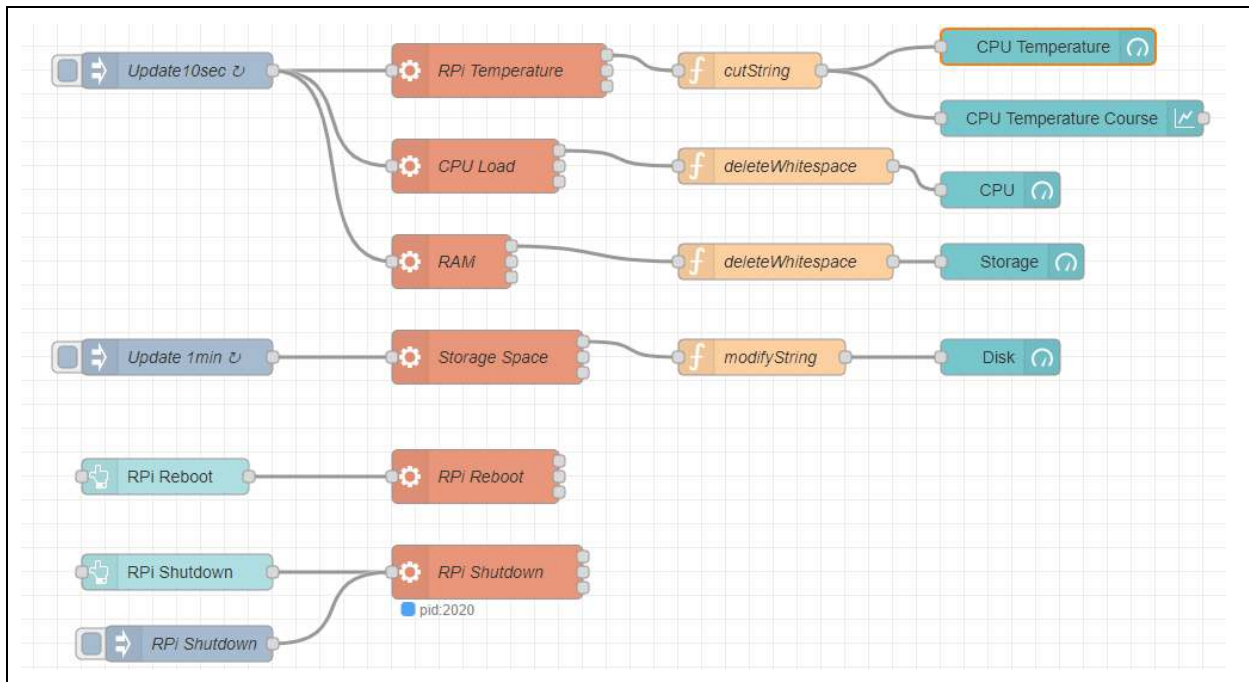 Update10sec ↻
RPi Temperature
cutString
CPU Temperature
CPU Temperature Course
CPU Load
deleteWhitespace
CPU
RAM
deleteWhitespace
Storage
Update 1min ↻
Storage Space
modifyString
Disk
RPi Reboot
RPi Reboot
RPi Shutdown
RPi Shutdown
pid:2020
RPi Shutdown